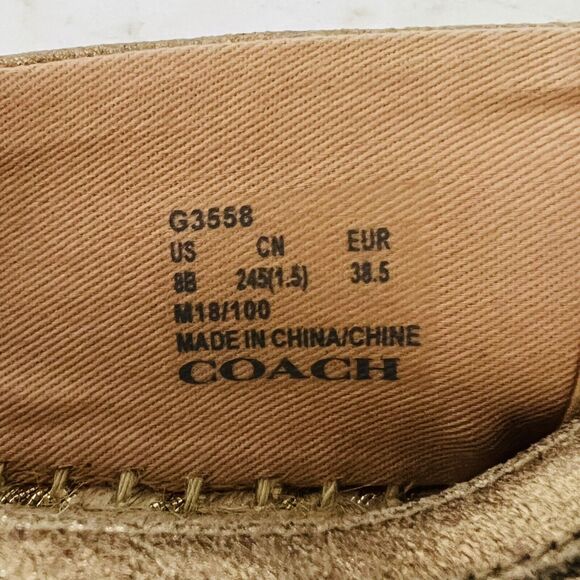 G3558
US CN EUR
8B 245(1.5) 38.5
M18/100
MADE IN CHINA/CHINE
COACH